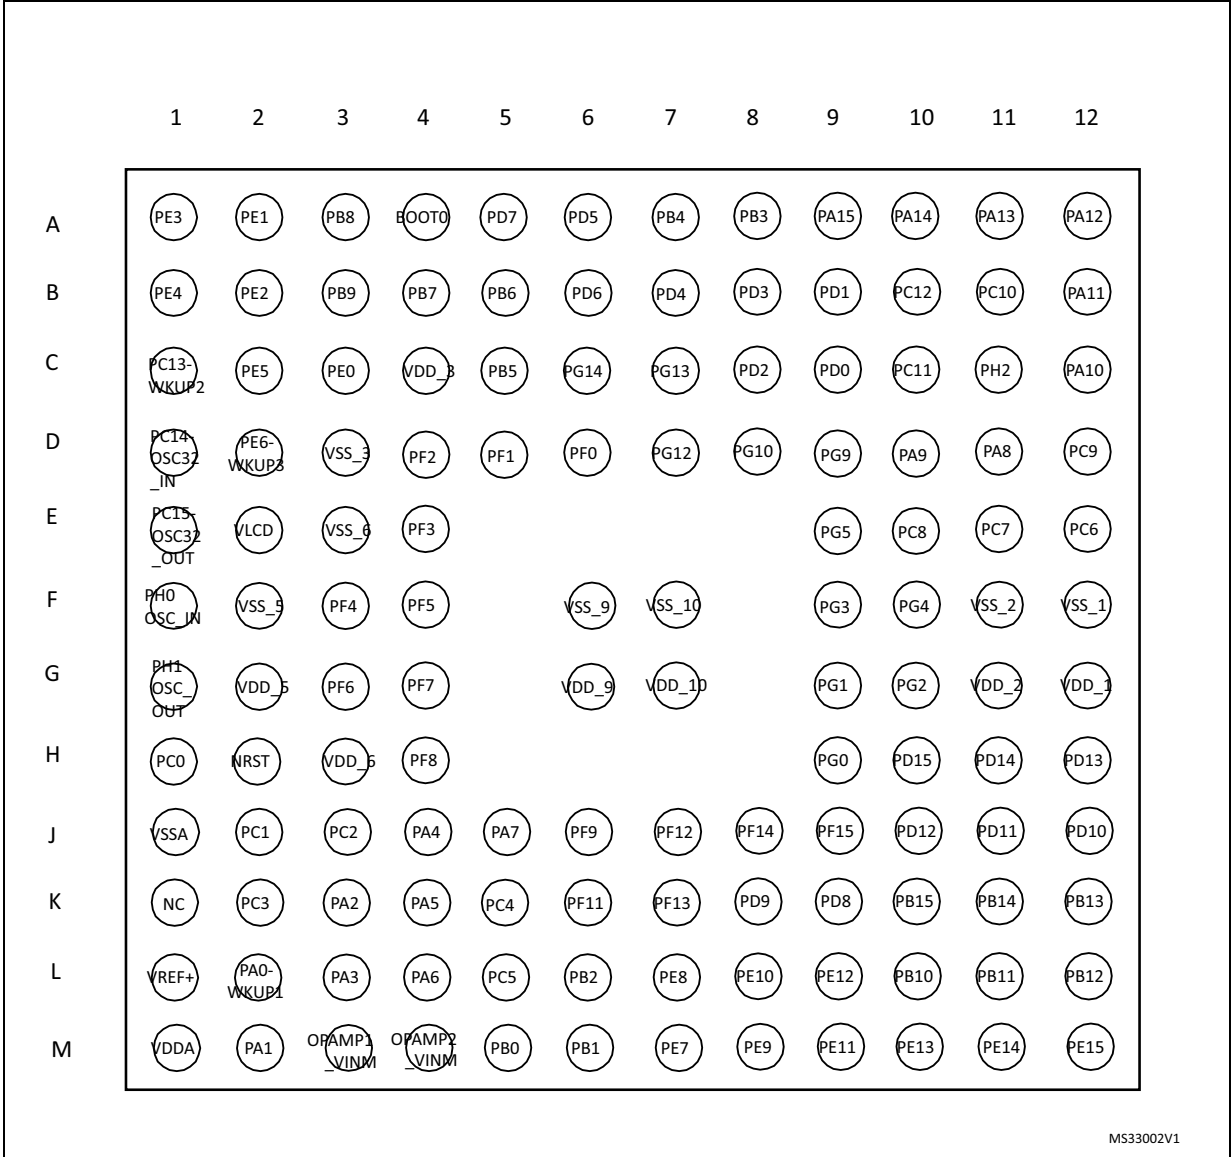 1 2 3 4 5 6 7 8 9 10 11 12
A PE3 PE1 PB8 BOOT0 PD7 PD5 PB4 PB3 PA15 PA14 PA13 PA12
B PE4 PE2 PB9 PB7 PB6 PD6 PD4 PD3 PD1 PC12 PC10 PA11
C PC13-WKUP2 PE5 PE0 VDD_3 PB5 PG14 PG13 PD2 PD0 PC11 PH2 PA10
D PC14-OSC32_IN PE6-WKUP3 VSS_3 PF2 PF1 PF0 PG12 PG10 PG9 PA9 PA8 PC9
E PC15-OSC32_OUT VLCD VSS_6 PF3 PG5 PC8 PC7 PC6
F PH0 OSC_IN VSS_5 PF4 PF5 VSS_9 VSS_10 PG3 PG4 VSS_2 VSS_1
G PH1 OSC_OUT VDD_5 PF6 PF7 VDD_9 VDD_10 PG1 PG2 VDD_2 VDD_1
H PC0 NRST VDD_6 PF8 PG0 PD15 PD14 PD13
J VSSA PC1 PC2 PA4 PA7 PF9 PF12 PF14 PF15 PD12 PD11 PD10
K NC PC3 PA2 PA5 PC4 PF11 PF13 PD9 PD8 PB15 PB14 PB13
L VREF+ PA0-WKUP1 PA3 PA6 PC5 PB2 PE8 PE10 PE12 PB10 PB11 PB12
M VDDA PA1 OPAMP1_VINM OPAMP2_VINM PB0 PB1 PE7 PE9 PE11 PE13 PE14 PE15
MS33002V1